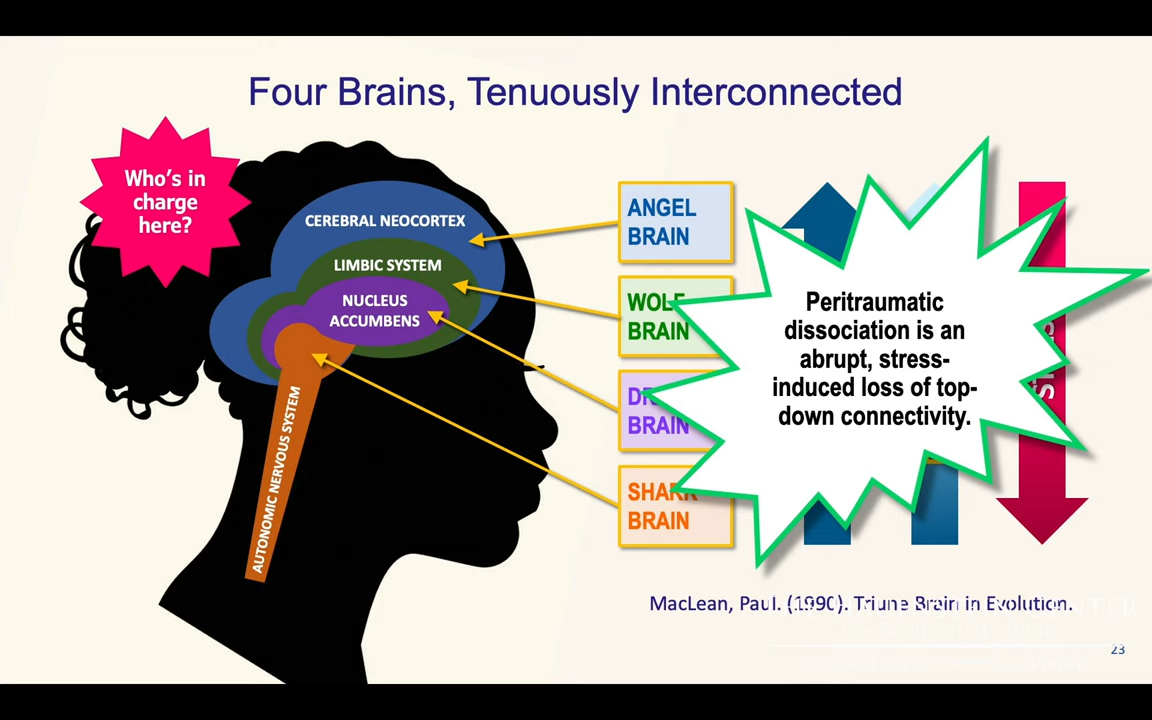 Four Brains, Tenuously Interconnected
Who's in
charge
here?
CEREBRAL NEOCORTEX
LIMBIC SYSTEM
NUCLEUS
ACCUMBENS
AUTONOMIC NERVOUS SYSTEM
ANGEL
BRAIN
WOLF
BRAIN
BRAIN
SHARK
BRAIN
Peritraumatic
dissociation is an
abrupt, stress-
induced loss of top-
down connectivity.
MacLean, Paul. (1990). Triune Brain in Evolution.
23